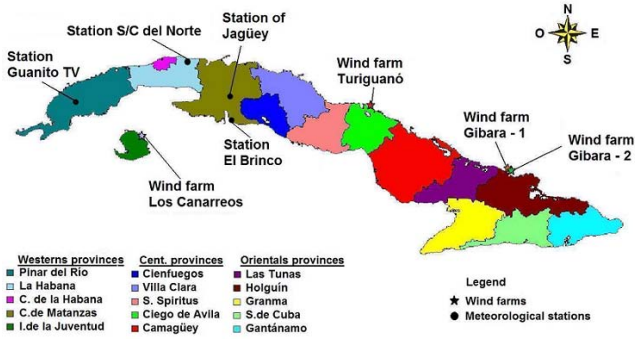 Station S/C del Norte
Station of
Jagüey
Station
Guanito TV
Wind farm
Turiguanó
N
O
E
S
Wind farm
Gibara - 1
Wind farm
Gibara - 2
Station
El Brinco
Wind farm
Los Canarreos
Westerns provinces
Pinar del Río
La Habana
C. de la Habana
C.de Matanzas
I.de la Juventud
Cent. provinces
Cienfuegos
Villa Clara
S. Spiritus
Ciego de Avila
Camagüey
Orientals provinces
Las Tunas
Holguín
Granma
S.de Cuba
Gantánamo
Legend
Wind farms
Meteorological stations